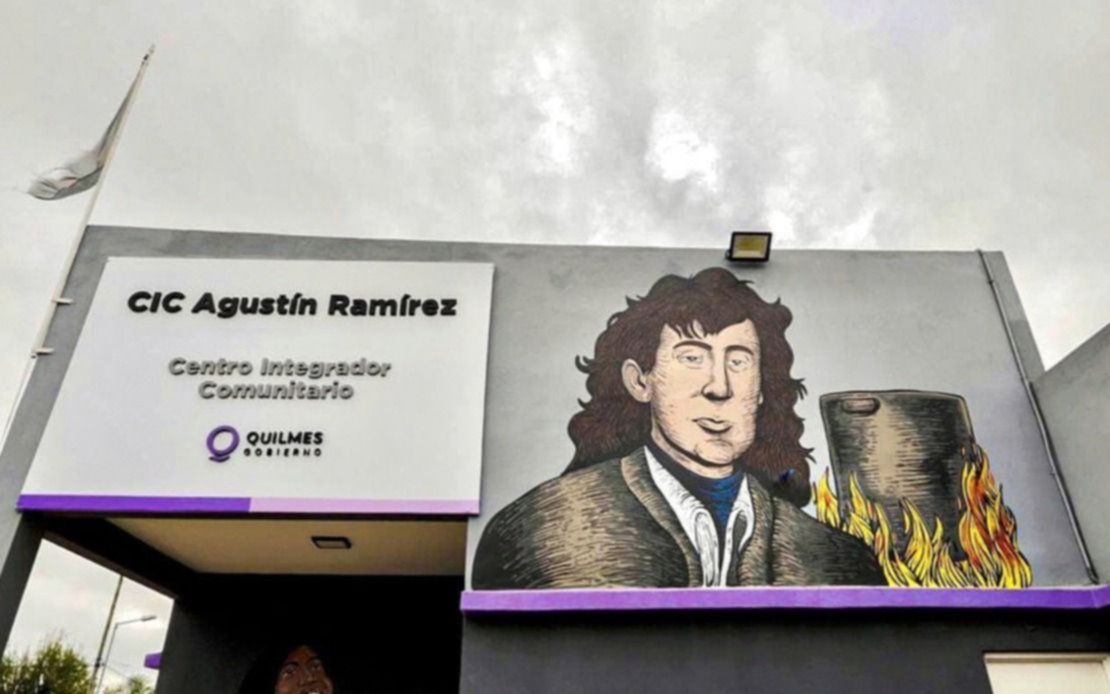 CIC Agustín Ramírez
Centro Integrador
Comunitario
QUILMES
GOBIERNO